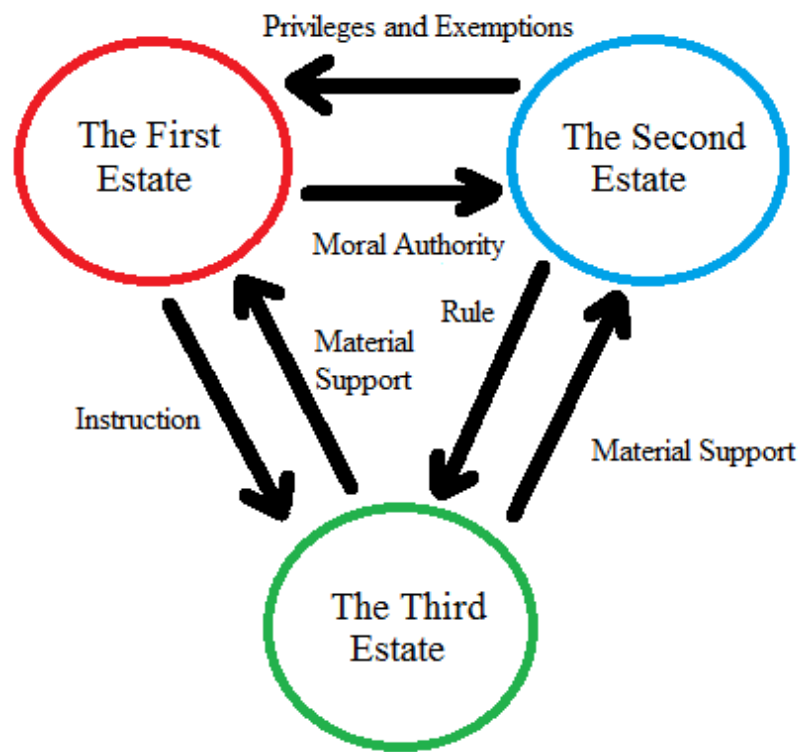 Privileges and Exemptions
The First
Estate
The Second
Estate
Moral Authority
Rule
Material
Support
Instruction
Material Support
The Third
Estate